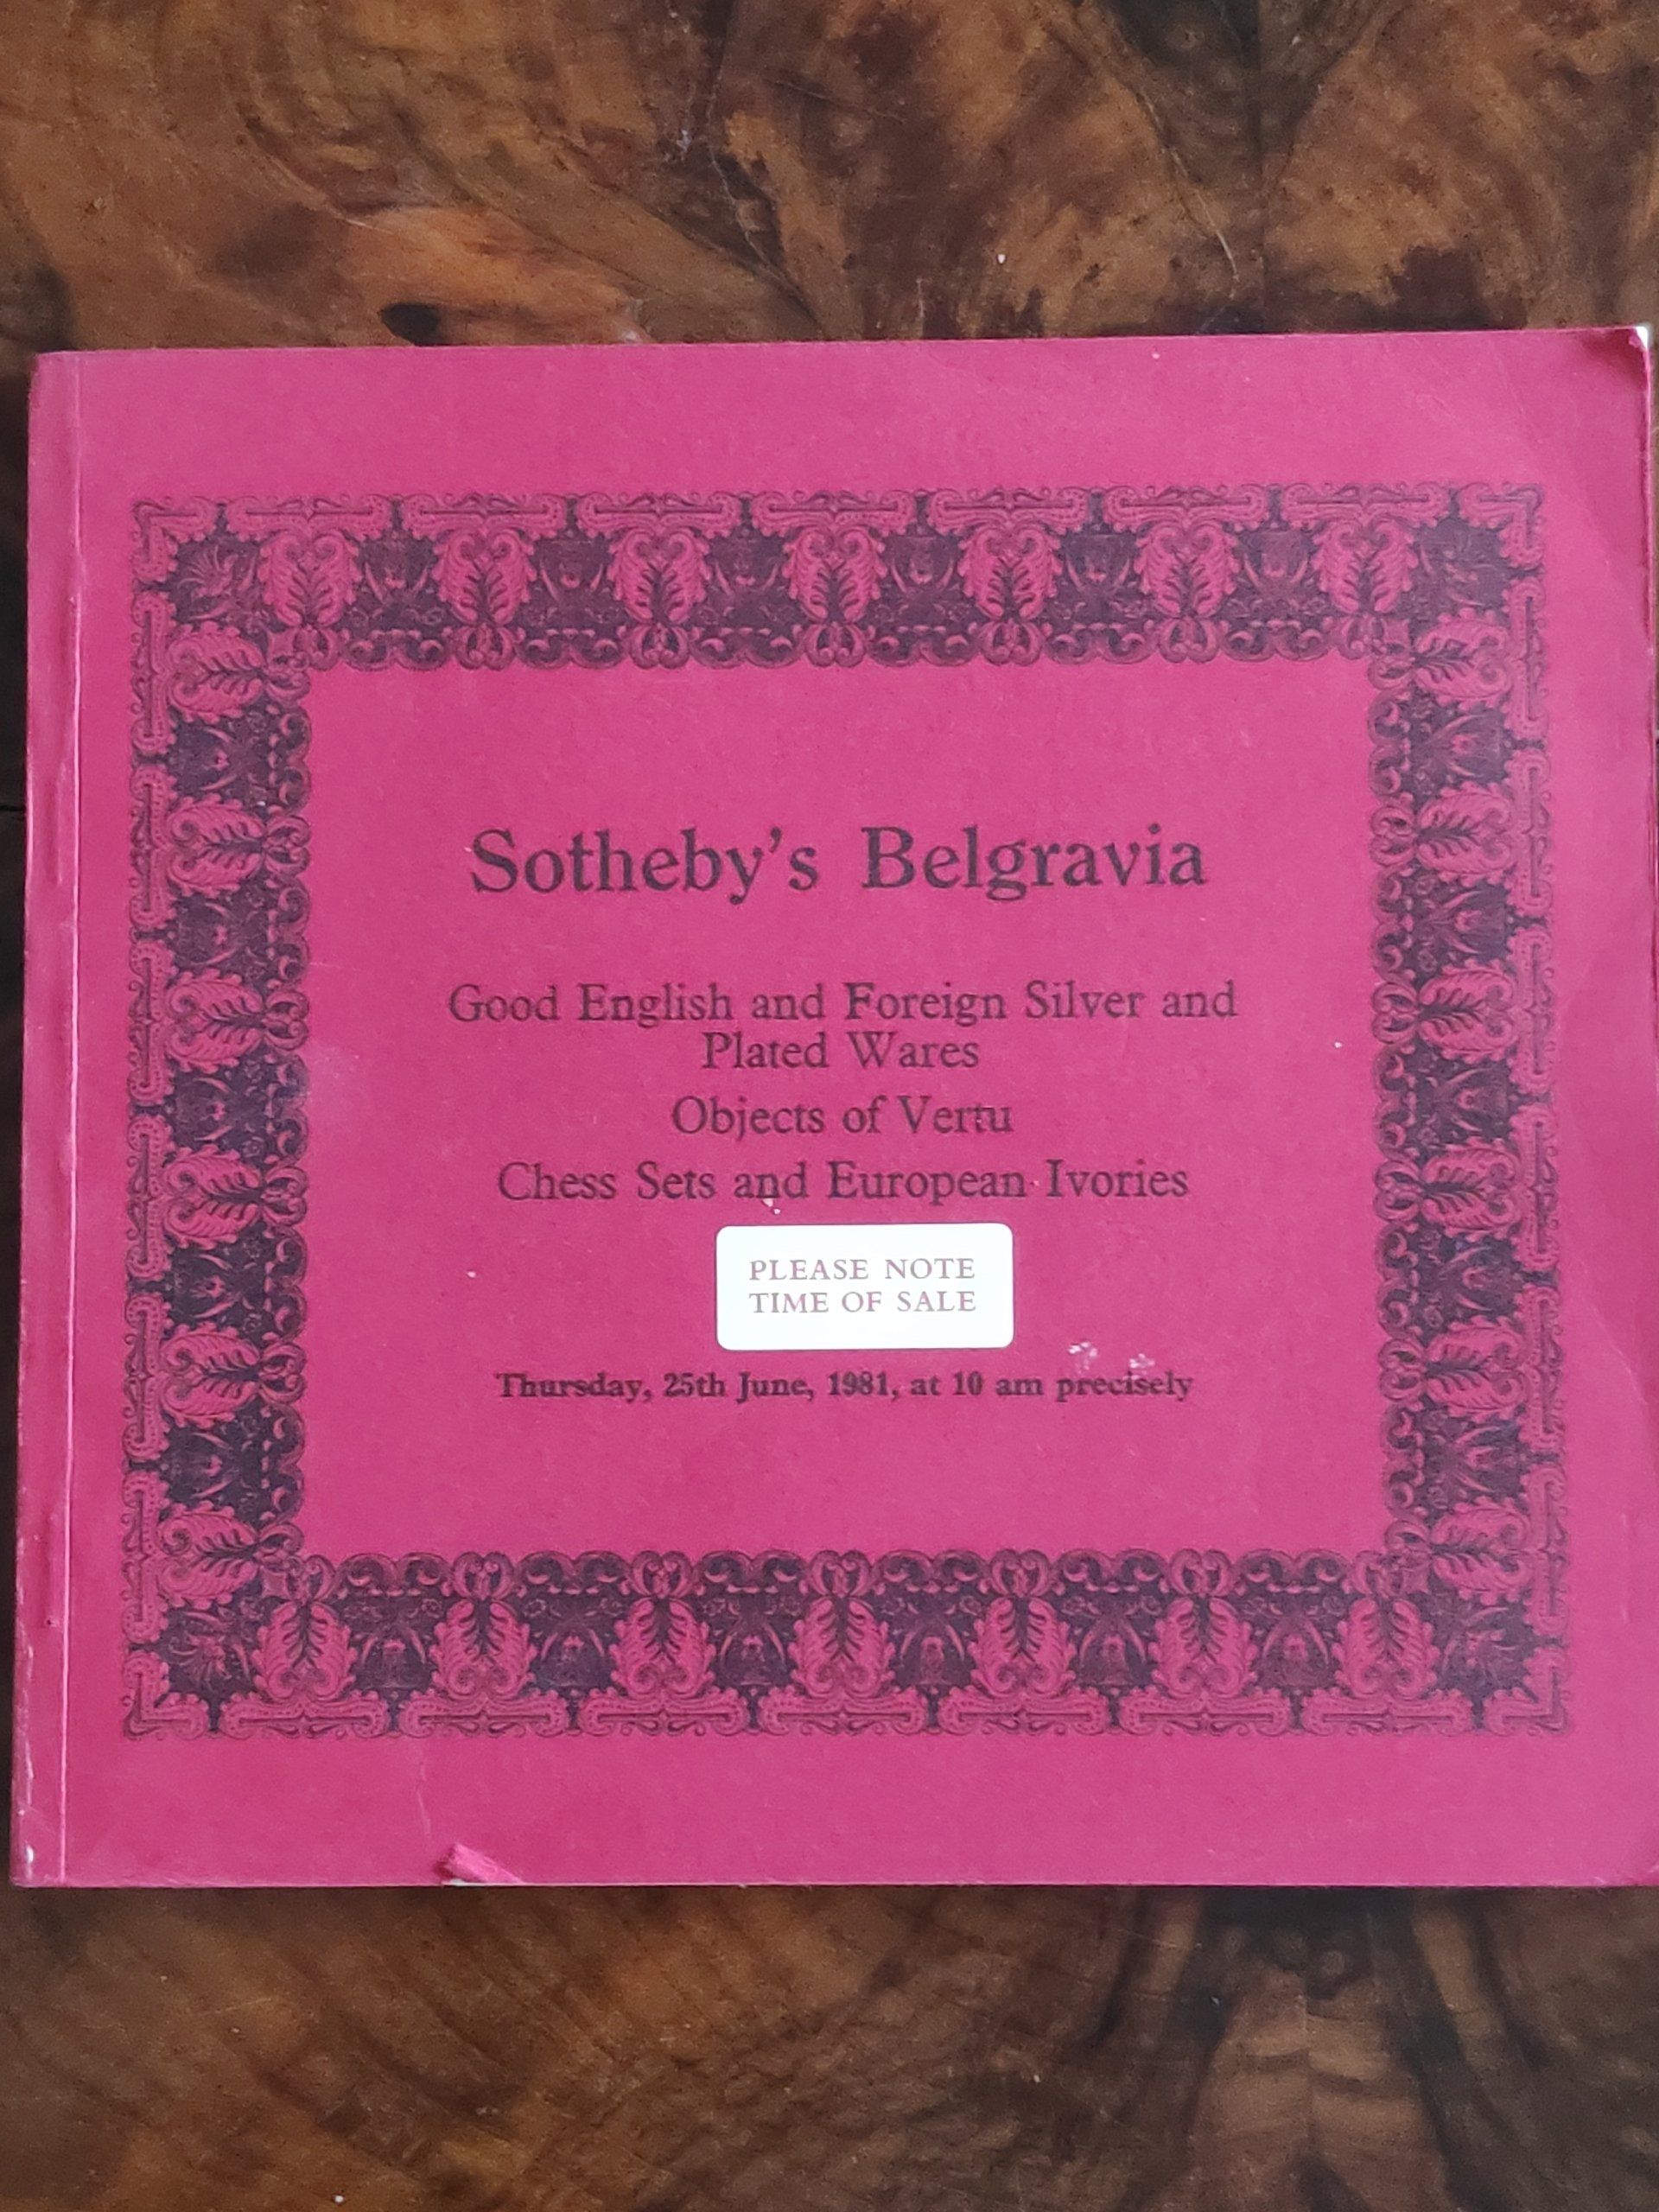 Sotheby's Belgravia
Good English and Foreign Silver and
Plated Wares
Objects of Vertu
Chess Sets and European Ivories
PLEASE NOTE
TIME OF SALE
Thursday, 25th June, 1981, at 10 am precisely